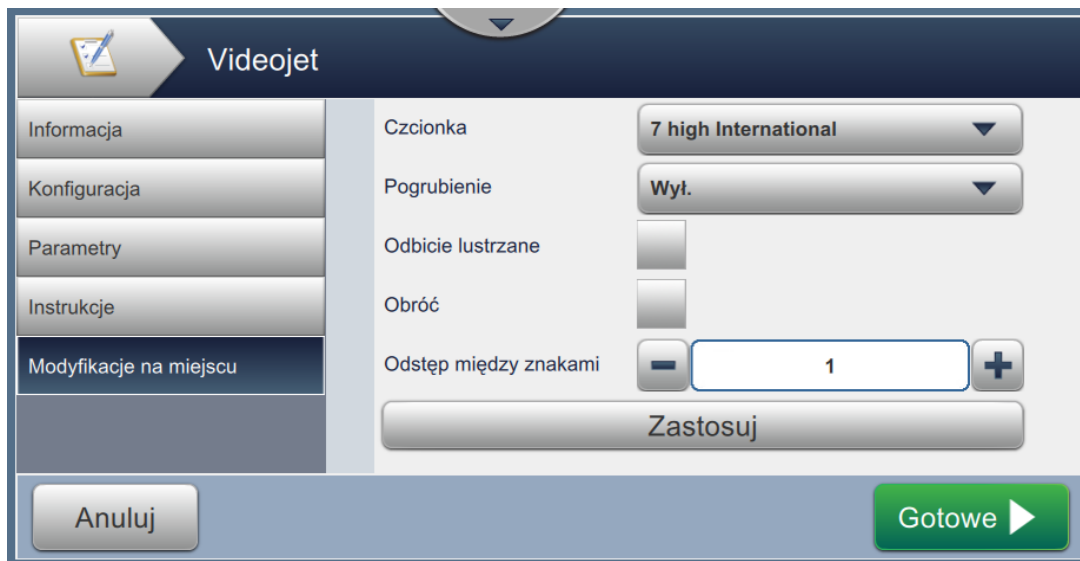 Videojet
Informacja
Konfiguracja
Parametry
Instrukcje
Modyfikacje na miejscu
Czcionka
7 high International
Pogrubienie
Wył.
Odbicie lustrzane
Obróć
Odstęp między znakami
1
Zastosuj
Anuluj
Gotowe